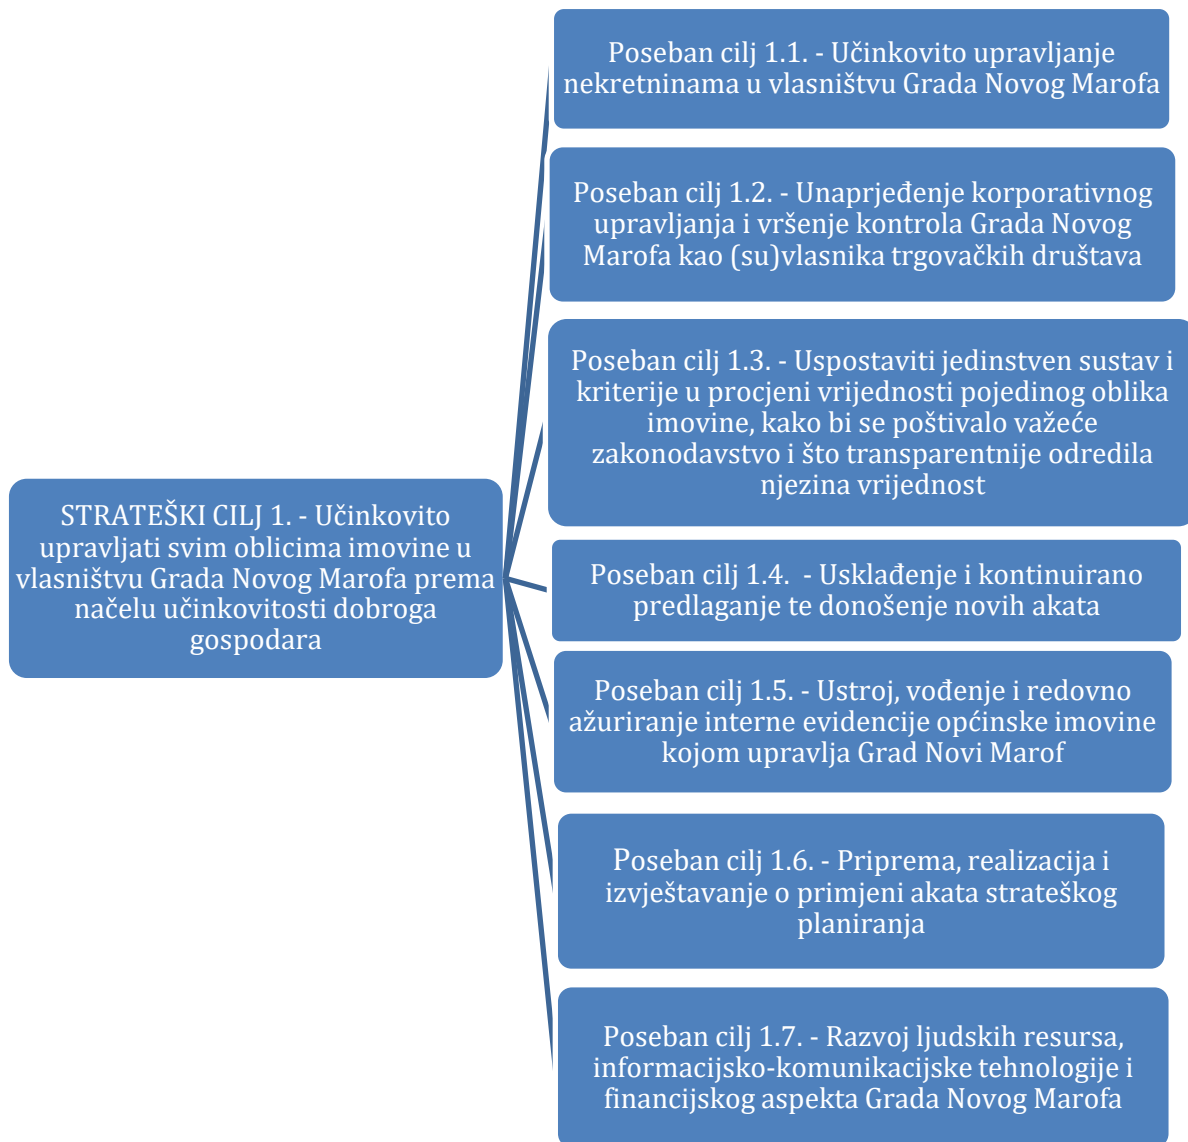 STRATEŠKI CILJ 1. - Učinkovito
upravljati svim oblicima imovine u
vlasništvu Grada Novog Marofa prema
načelu učinkovitosti dobroga
gospodara
Poseban cilj 1.1. - Učinkovito upravljanje
nekretninama u vlasništvu Grada Novog Marofa
Poseban cilj 1.2. - Unaprjeđenje korporativnog
upravljanja i vršenje kontrola Grada Novog
Marofa kao (su)vlasnika trgovačkih društava
Poseban cilj 1.3. - Uspostaviti jedinstven sustav i
kriterije u procjeni vrijednosti pojedinog oblika
imovine, kako bi se poštivalo važeće
zakonodavstvo i što transparentnije odredila
njezina vrijednost
Poseban cilj 1.4.  - Usklađenje i kontinuirano
predlaganje te donošenje novih akata
Poseban cilj 1.5. - Ustroj, vođenje i redovno
ažuriranje interne evidencije općinske imovine
kojom upravlja Grad Novi Marof
Poseban cilj 1.6. - Priprema, realizacija i
izvještavanje o primjeni akata strateškog
planiranja
Poseban cilj 1.7. - Razvoj ljudskih resursa,
informacijsko-komunikacijske tehnologije i
financijskog aspekta Grada Novog Marofa